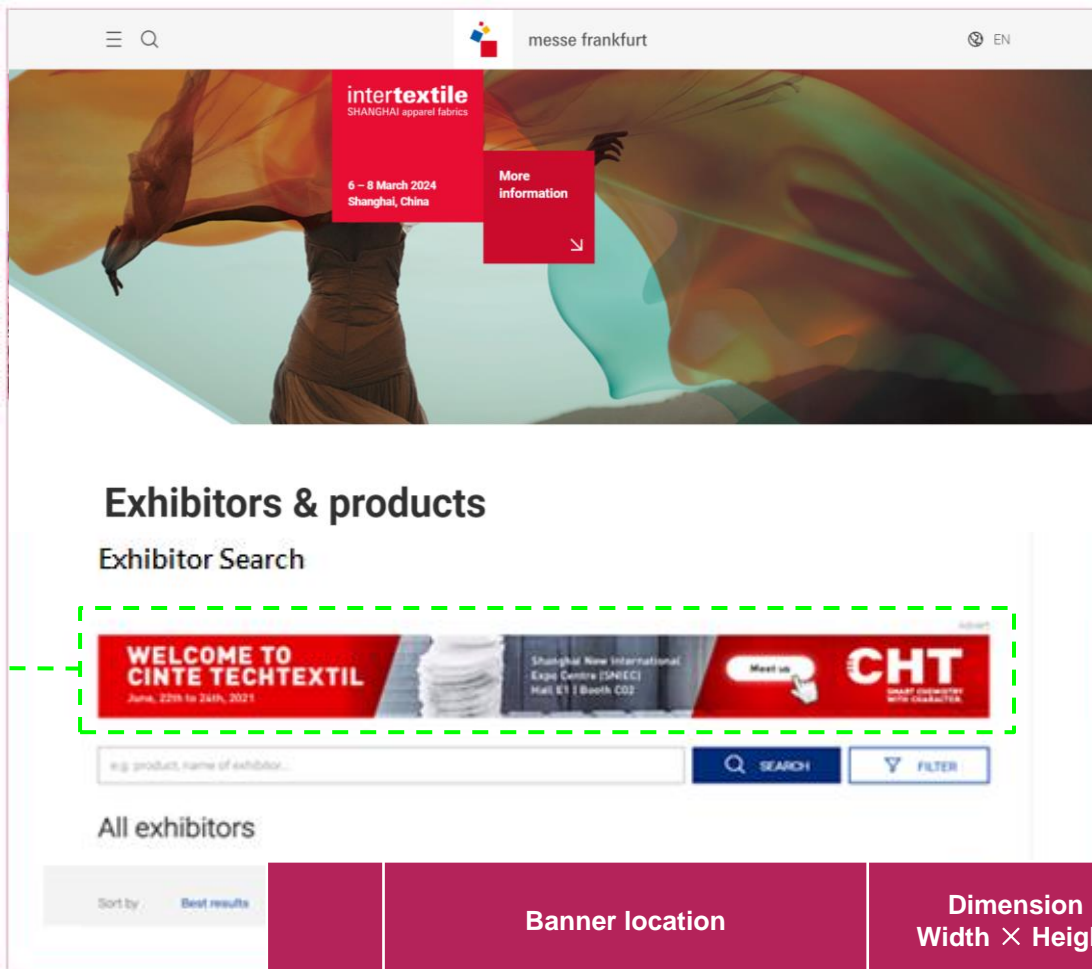 messe frankfurt
EN
intertextile
SHANGHAI apparel fabrics
6 – 8 March 2024
Shanghai, China
More
information
Exhibitors & products
Exhibitor Search
Advert
WELCOME TO
CINTE TECHTEXTIL
June, 22th to 24th, 2021
Shanghai New International
Expo Centre (SNIEC)
Hall E1 | Booth C02
Meet us
CHT
SMART CHEMISTRY
WITH CHARACTER.
e.g. product, name of exhibitor...
SEARCH
FILTER
All exhibitors
Sort by
Best results
Banner location
Dimension
Width × Heigh